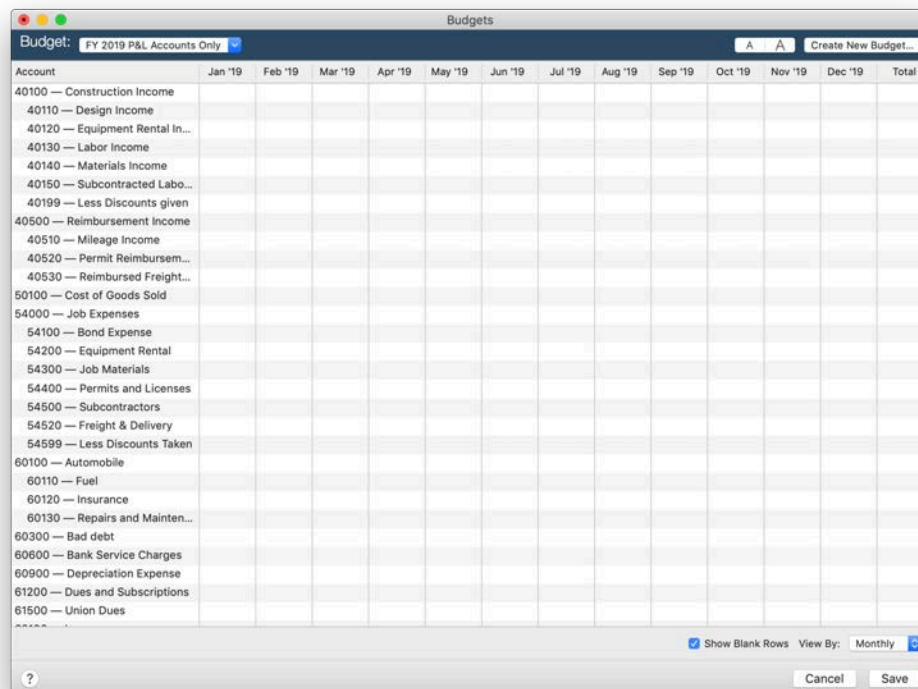 Budgets
Budget: FY 2019 P&L Accounts Only A A Create New Budget...
Account Jan '19 Feb '19 Mar '19 Apr '19 May '19 Jun '19 Jul '19 Aug '19 Sep '19 Oct '19 Nov '19 Dec '19 Total
40100 — Construction Income
40110 — Design Income
40120 — Equipment Rental In...
40130 — Labor Income
40140 — Materials Income
40150 — Subcontracted Labo...
40199 — Less Discounts given
40500 — Reimbursement Income
40510 — Mileage Income
40520 — Permit Reimbursem...
40530 — Reimbursed Freight...
50100 — Cost of Goods Sold
54000 — Job Expenses
54100 — Bond Expense
54200 — Equipment Rental
54300 — Job Materials
54400 — Permits and Licenses
54500 — Subcontractors
54520 — Freight & Delivery
54599 — Less Discounts Taken
60100 — Automobile
60110 — Fuel
60120 — Insurance
60130 — Repairs and Mainten...
60300 — Bad debt
60600 — Bank Service Charges
60900 — Depreciation Expense
61200 — Dues and Subscriptions
61500 — Union Dues
Show Blank Rows View By: Monthly
? Cancel Save